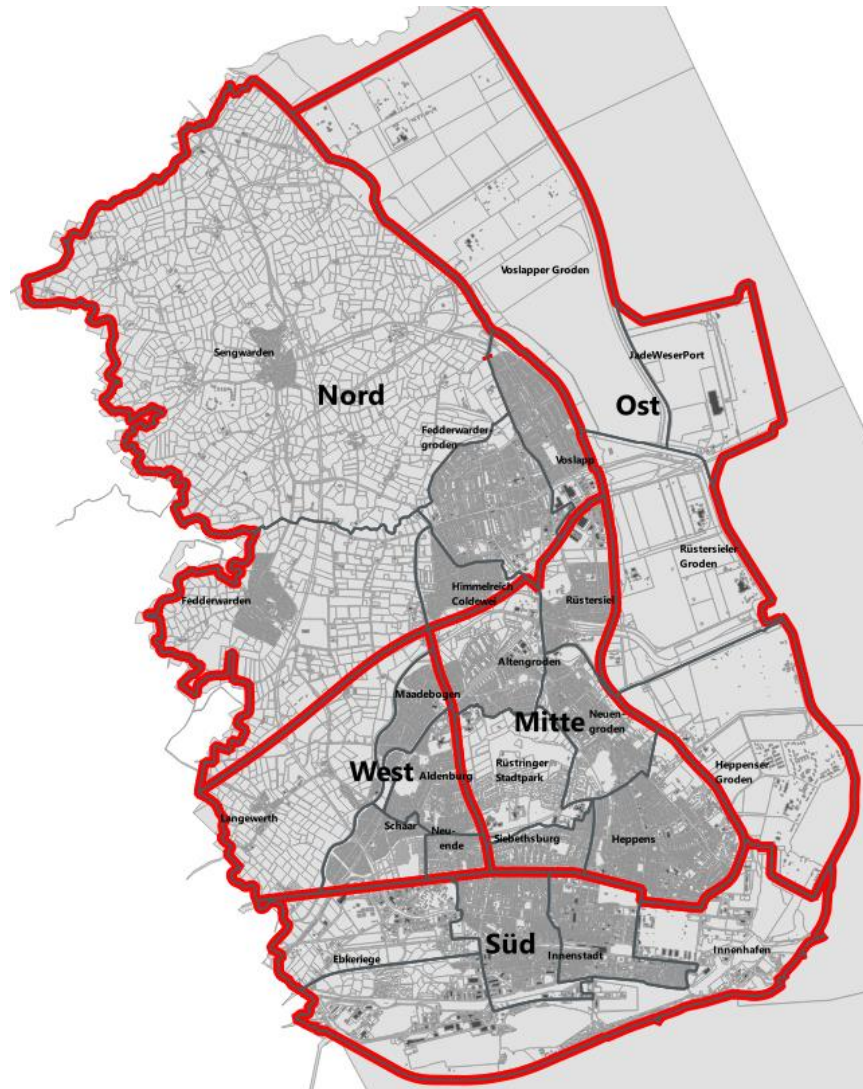 Voslapper Groden
JadeWeserPort
Sengwarden
Nord
Ost
Fedderwarder-
groden
Voslapp
Rüstersieler
Groden
Fedderwarden
Himmelreich
Coldewei
Rüstersiel
Altengroden
Maadebogen
Mitte
Neuen-
groden
West
Rüstringer
Stadtpark
Heppenser
Groden
Aldenburg
Langewerth
Schaar
Neu-
ende
Siebethsburg
Heppens
Süd
Ebkeriege
Innenstadt
Innenhafen